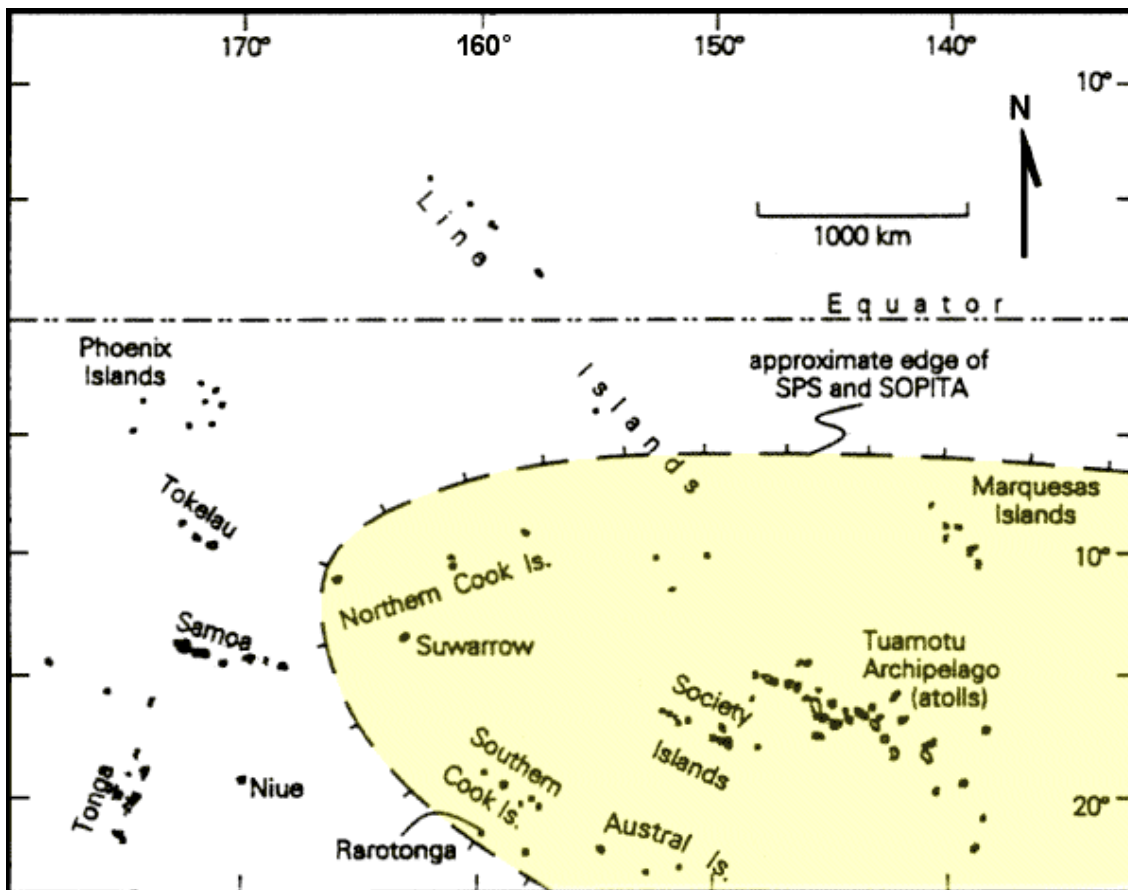 170°
160°
150°
140°
10°
N
Line
1000 km
Equator
Phoenix
Islands
Islands
approximate edge of
SPS and SOPITA
Tokelau
Marquesas
Islands
10°
Northern Cook Is.
Samoa
Suwarrow
Tuamotu
Archipelago
(atolls)
Society
Islands
Southern
Cook Is.
Tonga
Niue
20°
Austral Is.
Rarotonga